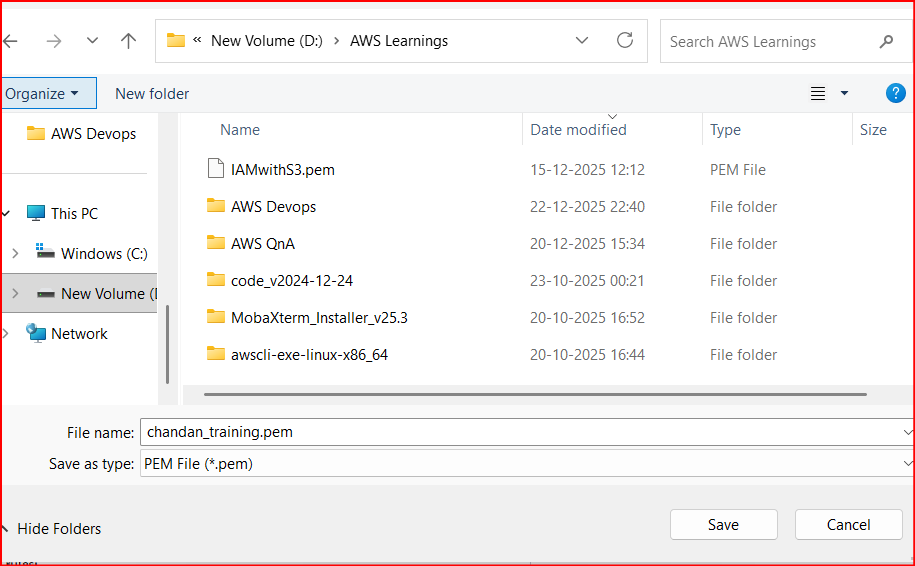 « New Volume (D:) › AWS Learnings
Search AWS Learnings
Organize
New folder
?
AWS Devops
This PC
Windows (C:)
New Volume (
Network
Name Date modified Type Size
IAMwithS3.pem 15-12-2025 12:12 PEM File
AWS Devops 22-12-2025 22:40 File folder
AWS QnA 20-12-2025 15:34 File folder
code_v2024-12-24 23-10-2025 00:21 File folder
MobaXterm_Installer_v25.3 20-10-2025 16:52 File folder
awscli-exe-linux-x86_64 20-10-2025 16:44 File folder
File name: chandan_training.pem
Save as type: PEM File (*.pem)
Hide Folders
Save
Cancel